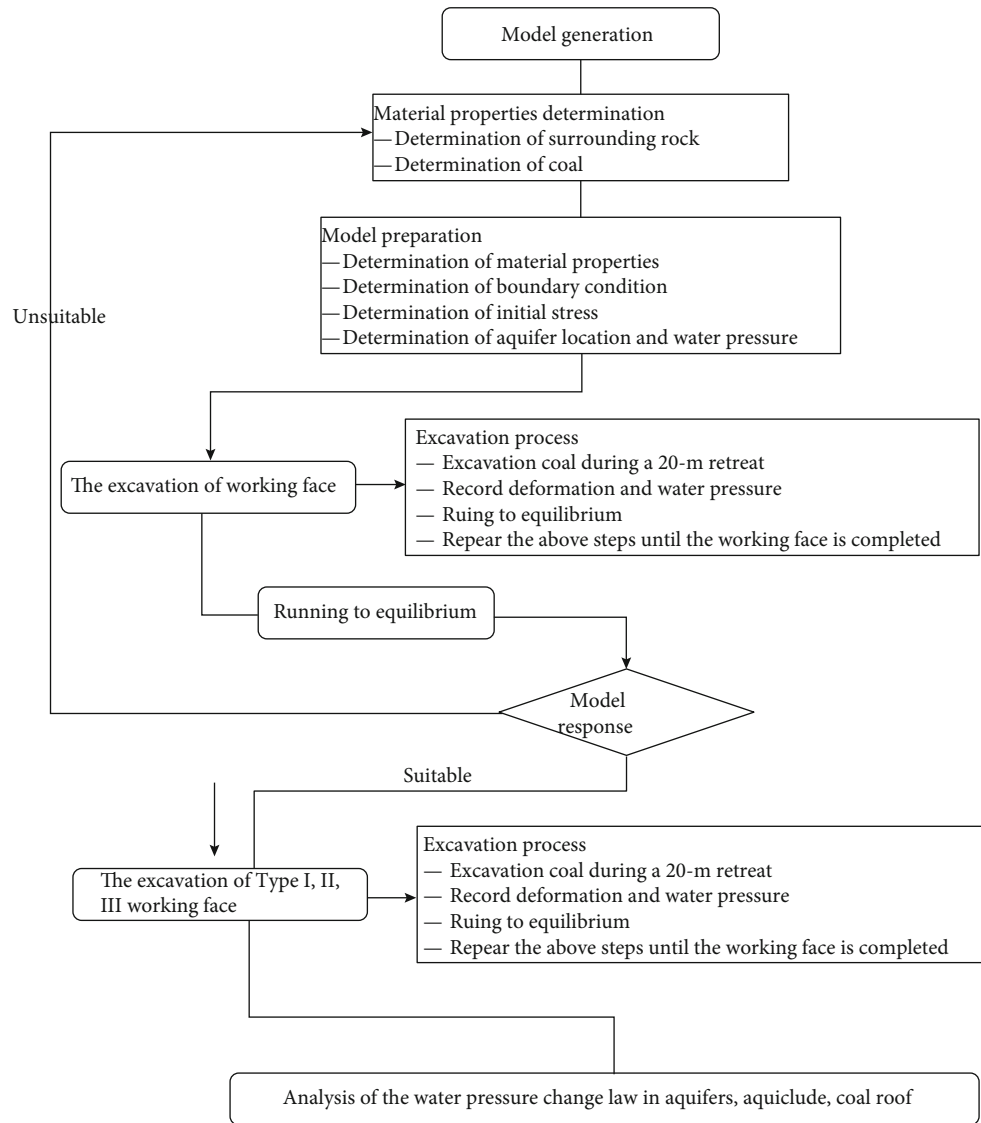 Model generation
Material properties determination
—Determination of surrounding rock
—Determination of coal
Model preparation
—Determination of material properties
—Determination of boundary condition
—Determination of initial stress
—Determination of aquifer location and water pressure
Unsuitable
The excavation of working face
Excavation process
— Excavation coal during a 20-m retreat
— Record deformation and water pressure
— Ruing to equilibrium
— Repear the above steps until the working face is completed
Running to equilibrium
Model
response
Suitable
The excavation of Type I, II,
III working face
Excavation process
— Excavation coal during a 20-m retreat
— Record deformation and water pressure
— Ruing to equilibrium
— Repear the above steps until the working face is completed
Analysis of the water pressure change law in aquifers, aquiclude, coal roof